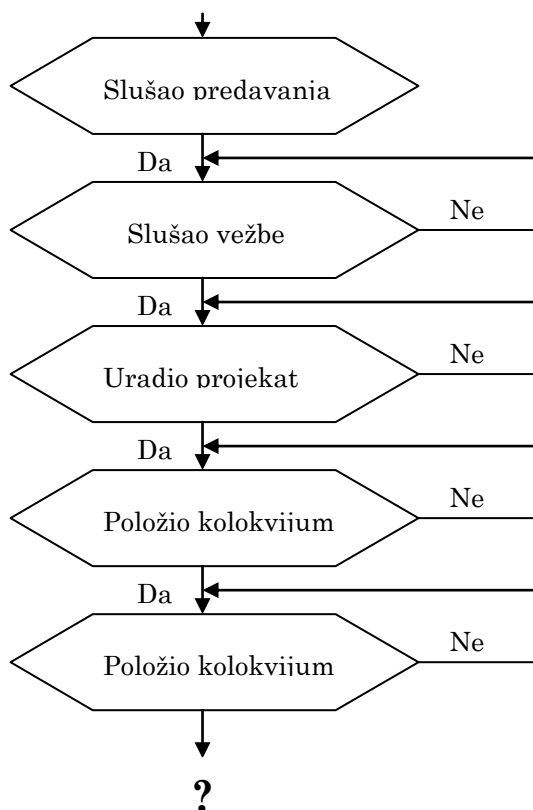 Slušao predavanja
Da
Slušao vežbe
Ne
Da
Uradio projekat
Ne
Da
Položio kolokvijum
Ne
Da
Položio kolokvijum
Ne
?